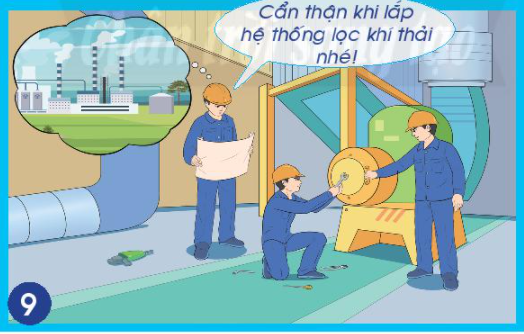 Cẩn thận khi lắp
hệ thống lọc khí thải
nhé!
9